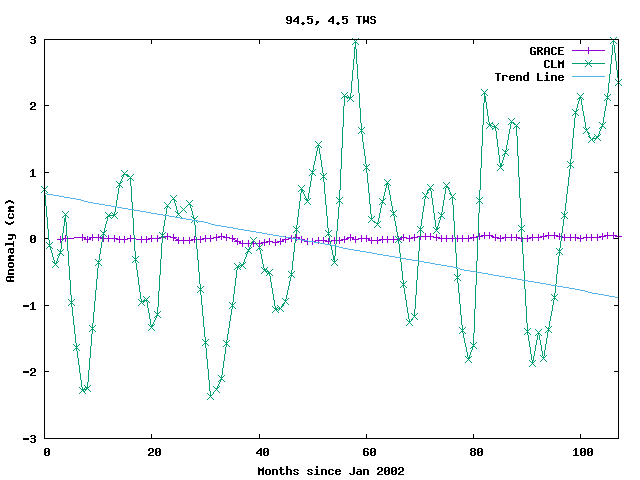 94.5, 4.5 TWS
GRACE
CLM
Trend Line
3
2
1
0
-1
-2
-3
Anomaly (cm)
0 20 40 60 80 100
Months since Jan 2002